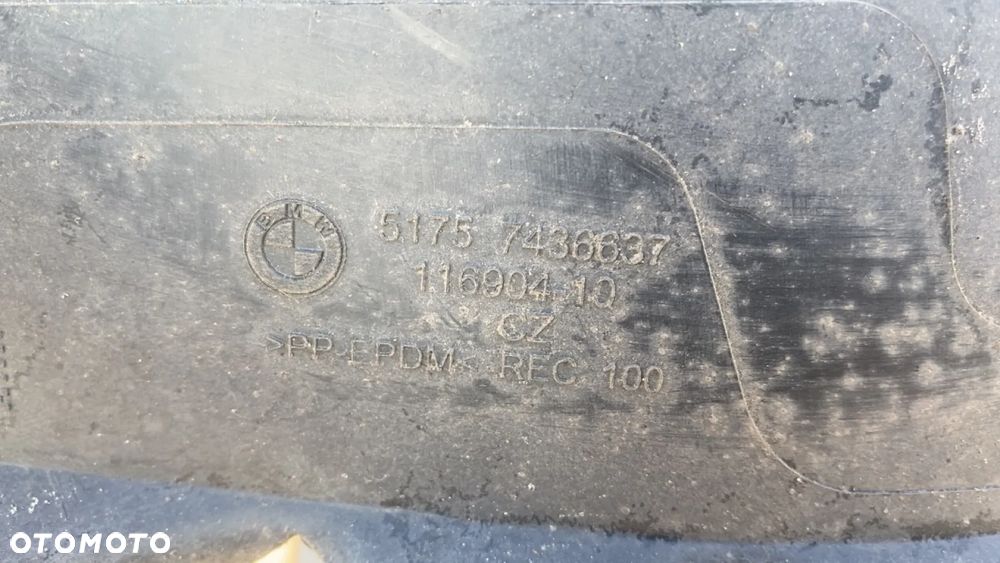 BMW
5175 7436637
116904 10
CZ
>PP-EPDM< REC 100
OTOMOTO